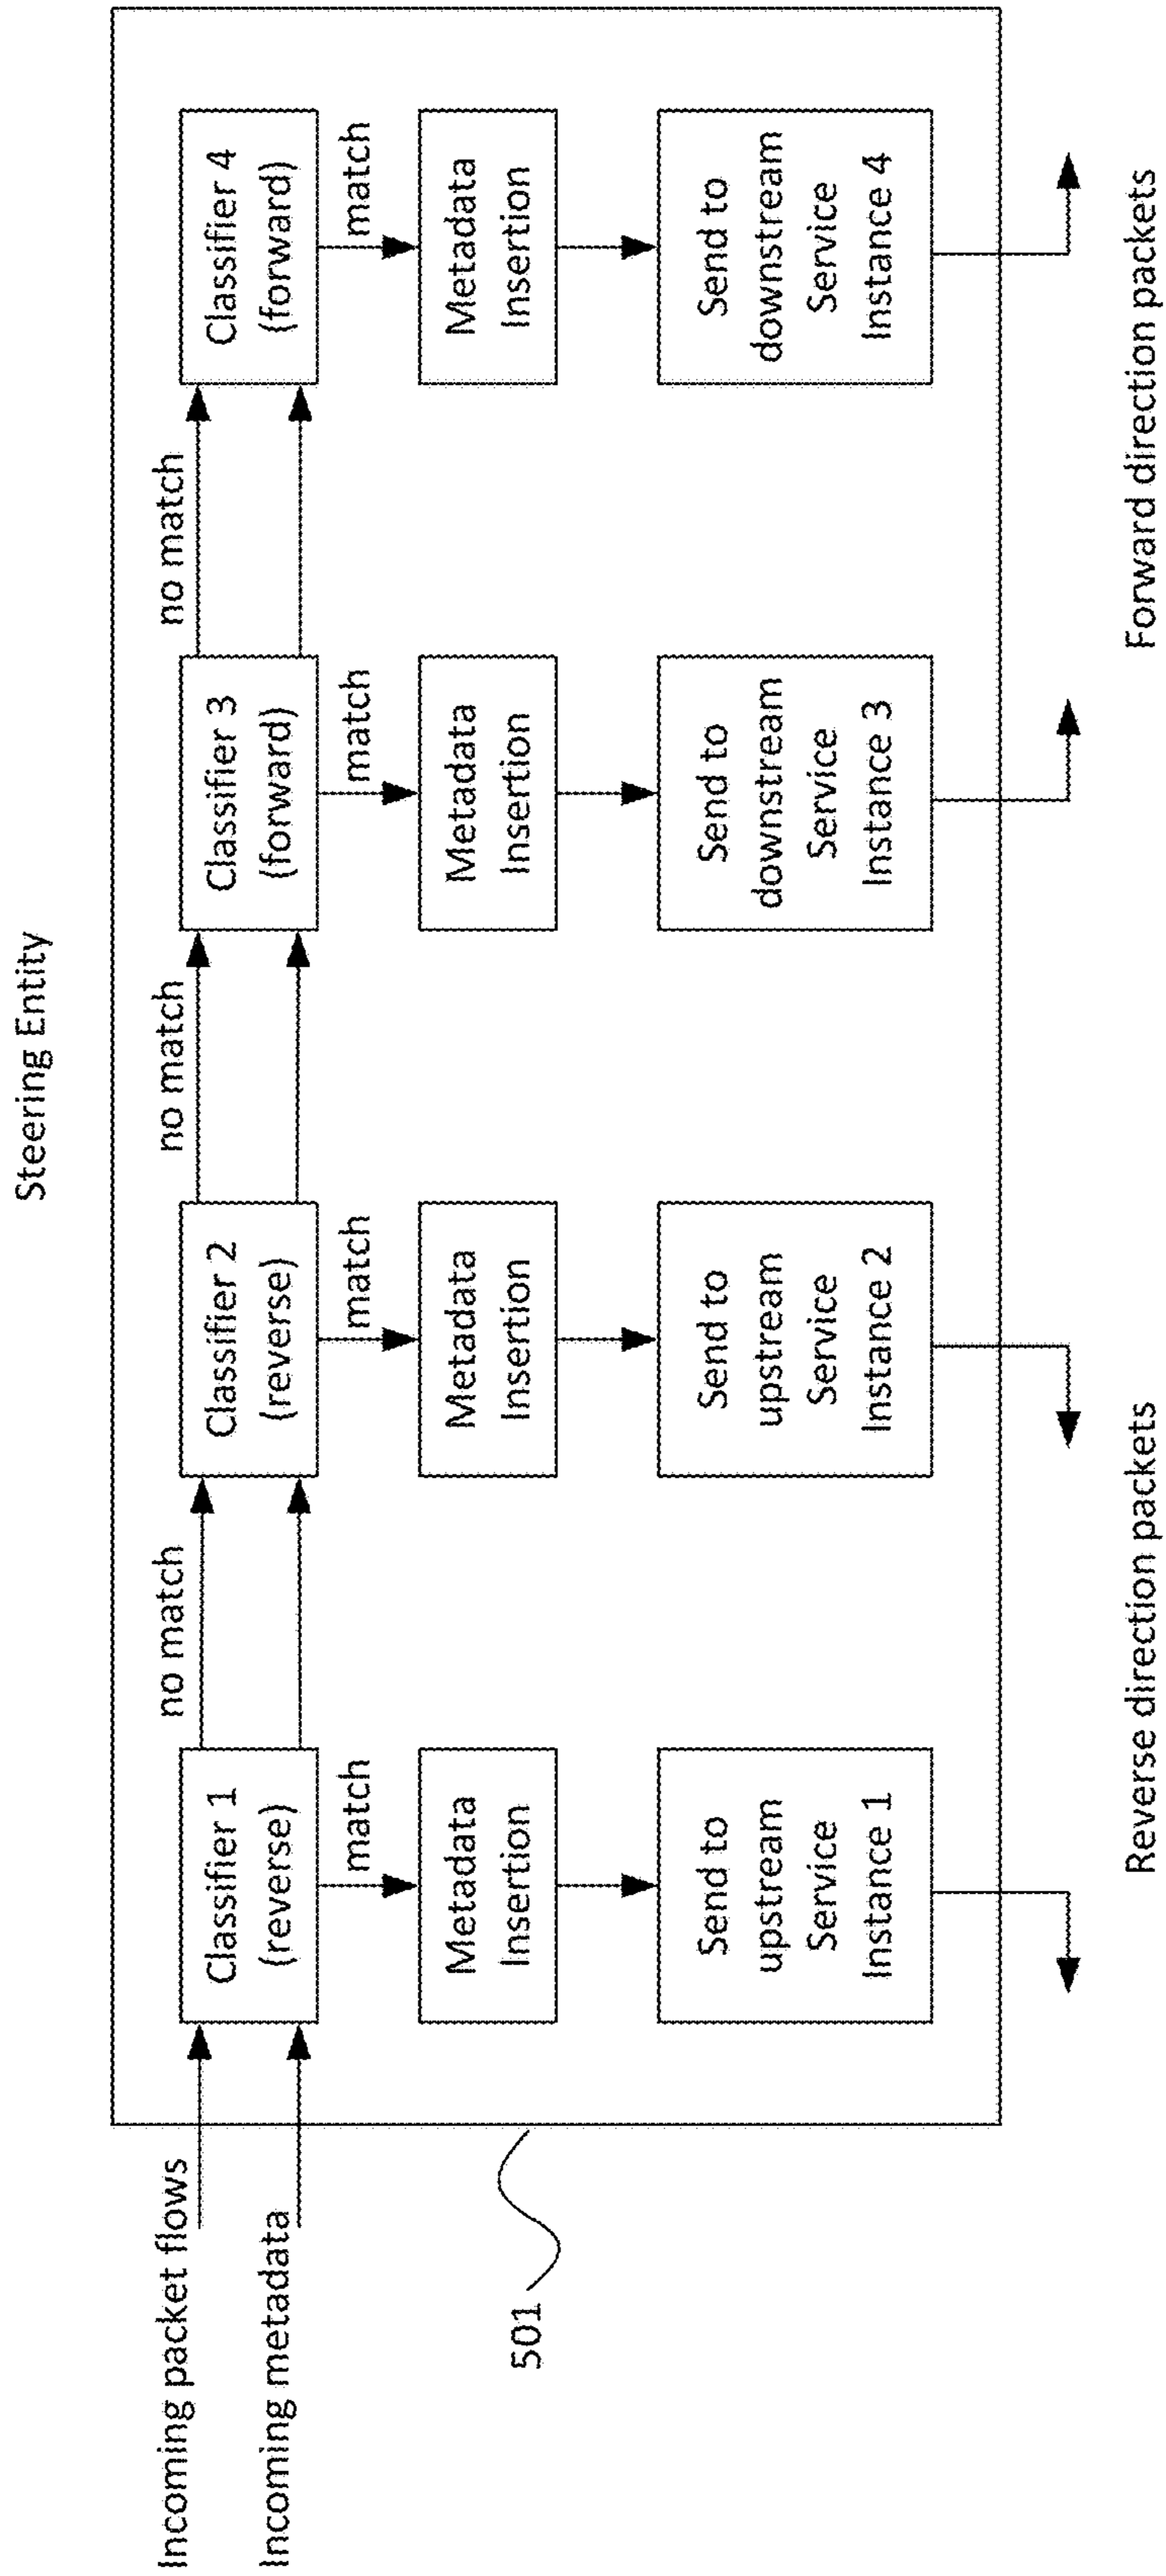 Steering Entity
Incoming packet flows
Incoming metadata
no match
no match
no match
Classifier 1
(reverse)
Classifier 2
(reverse)
Classifier 3
(forward)
Classifier 4
(forward)
match
match
match
match
Metadata
Insertion
Metadata
Insertion
Metadata
Insertion
Metadata
Insertion
501
Send to
upstream
Service
Instance 1
Send to
upstream
Service
Instance 2
Send to
downstream
Service
Instance 3
Send to
downstream
Service
Instance 4
Reverse direction packets
Forward direction packets